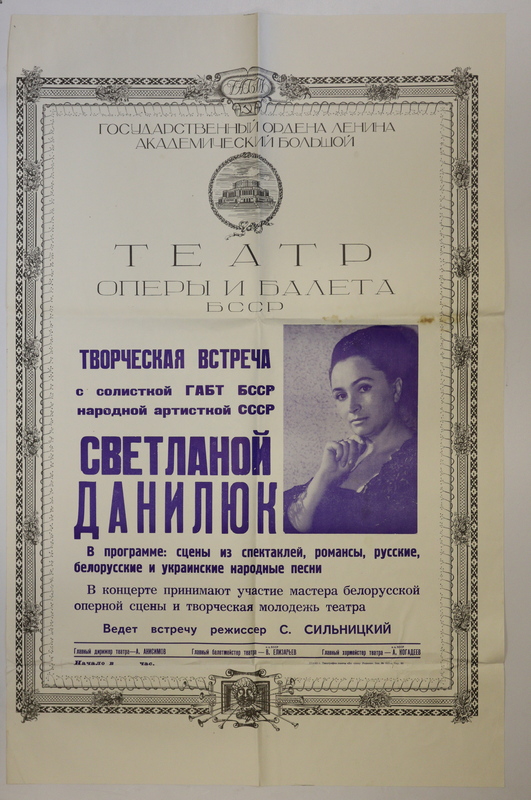 ГАБТ
ГОСУДАРСТВЕННЫЙ ОРДЕНА ЛЕНИНА
АКАДЕМИЧЕСКИЙ БОЛЬШОЙ
ТЕАТР
ОПЕРЫ И БАЛЕТА
БССР
ТВОРЧЕСКАЯ ВСТРЕЧА
с солисткой ГАБТ БССР
народной артисткой СССР
СВЕТЛАНОЙ
ДАНИЛЮК
В программе: сцены из спектаклей, романсы, русские,
белорусские и украинские народные песни
В концерте принимают участие мастера белорусской
оперной сцены и творческая молодежь театра
Ведет встречу режиссер С. СИЛЬНИЦКИЙ
Главный дирижер театра—А. АНИСИМОВ Главный балетмейстер театра — В. ЕЛИЗАРЬЕВ Главный хормейстер театра — А. КОГАДЕЕВ
Начало в час.